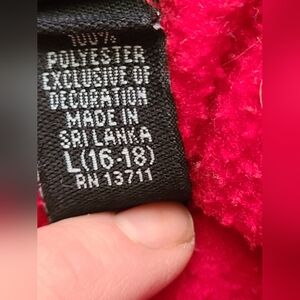 100%
POLYESTER
EXCLUSIVE OF
DECORATION
MADE IN
SRI LANKA
L(16-18)
RN 13711